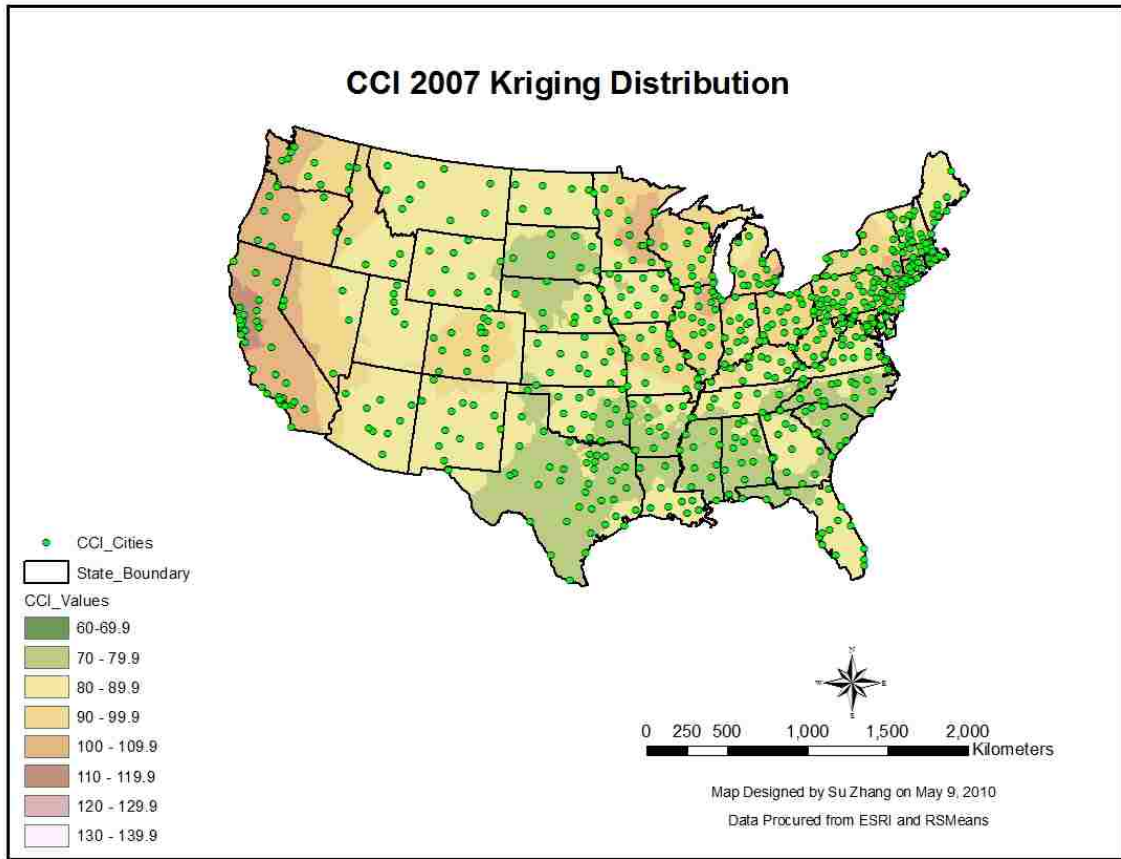 CCI 2007 Kriging Distribution
CCI_Cities
State_Boundary
CCI_Values
60-69.9
70 - 79.9
80 - 89.9
90 - 99.9
100 - 109.9
110 - 119.9
120 - 129.9
130 - 139.9
N
W E
S
0 250 500 1,000 1,500 2,000
Kilometers
Map Designed by Su Zhang on May 9, 2010
Data Procured from ESRI and RSMeans